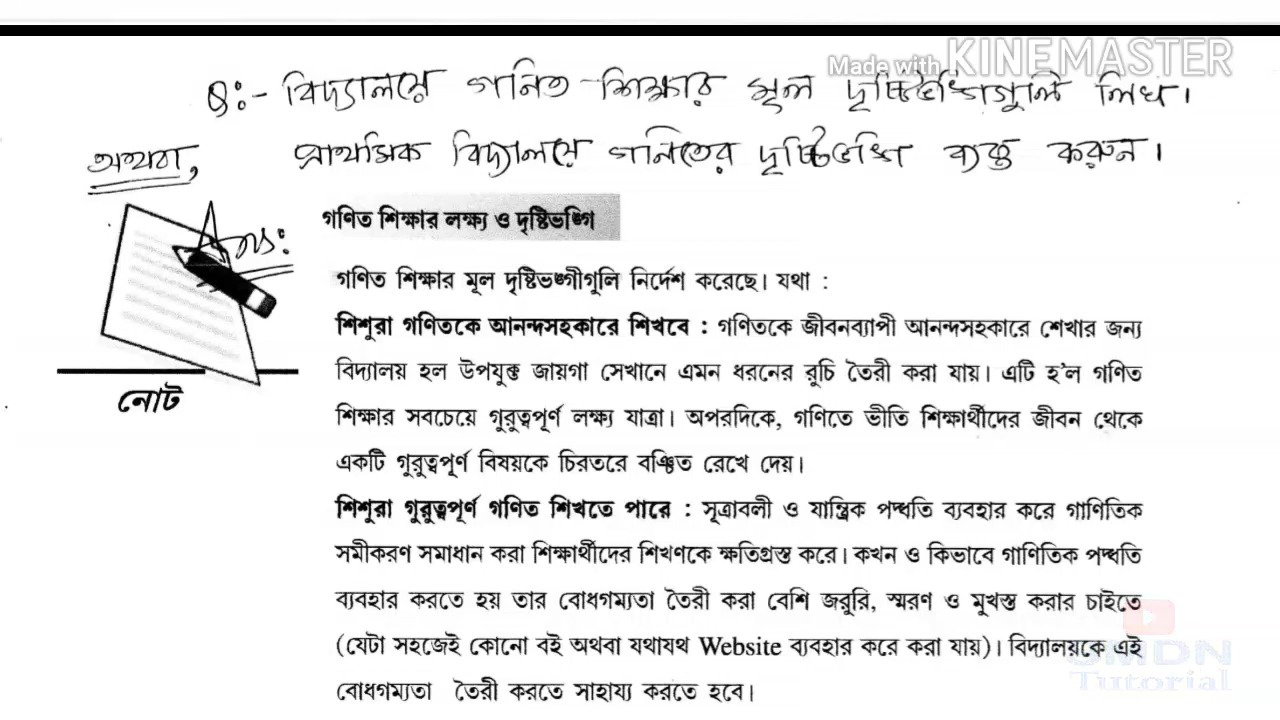 Made with KINEMASTER
Q:- বিদ্যালয়ে গনিত শিক্ষার মূল দৃষ্টিভঙ্গিগুলি লিখ।
অথবা, প্রাথমিক বিদ্যালয়ে গনিতের দৃষ্টিভঙ্গি ব্যক্ত করুন।
গণিত শিক্ষার লক্ষ্য ও দৃষ্টিভঙ্গি
Ans:
গণিত শিক্ষার মূল দৃষ্টিভঙ্গীগুলি নির্দেশ করেছে। যথা :
শিশুরা গণিতকে আনন্দসহকারে শিখবে : গণিতকে জীবনব্যাপী আনন্দসহকারে শেখার জন্য
বিদ্যালয় হল উপযুক্ত জায়গা সেখানে এমন ধরনের রুচি তৈরী করা যায়। এটি হ'ল গণিত
শিক্ষার সবচেয়ে গুরুত্বপূর্ণ লক্ষ্য যাত্রা। অপরদিকে, গণিতে ভীতি শিক্ষার্থীদের জীবন থেকে
একটি গুরুত্বপূর্ণ বিষয়কে চিরতরে বঞ্চিত রেখে দেয়।
নোট
শিশুরা গুরুত্বপূর্ণ গণিত শিখতে পারে : সূত্রাবলী ও যান্ত্রিক পদ্ধতি ব্যবহার করে গাণিতিক
সমীকরণ সমাধান করা শিক্ষার্থীদের শিখণকে ক্ষতিগ্রস্ত করে। কখন ও কিভাবে গাণিতিক পদ্ধতি
ব্যবহার করতে হয় তার বোধগম্যতা তৈরী করা বেশি জরুরি, স্মরণ ও মুখস্ত করার চাইতে
(যেটা সহজেই কোনো বই অথবা যথাযথ Website ব্যবহার করে করা যায়)। বিদ্যালয়কে এই
বোধগম্যতা তৈরী করতে সাহায্য করতে হবে।
SMDN
Tutorial